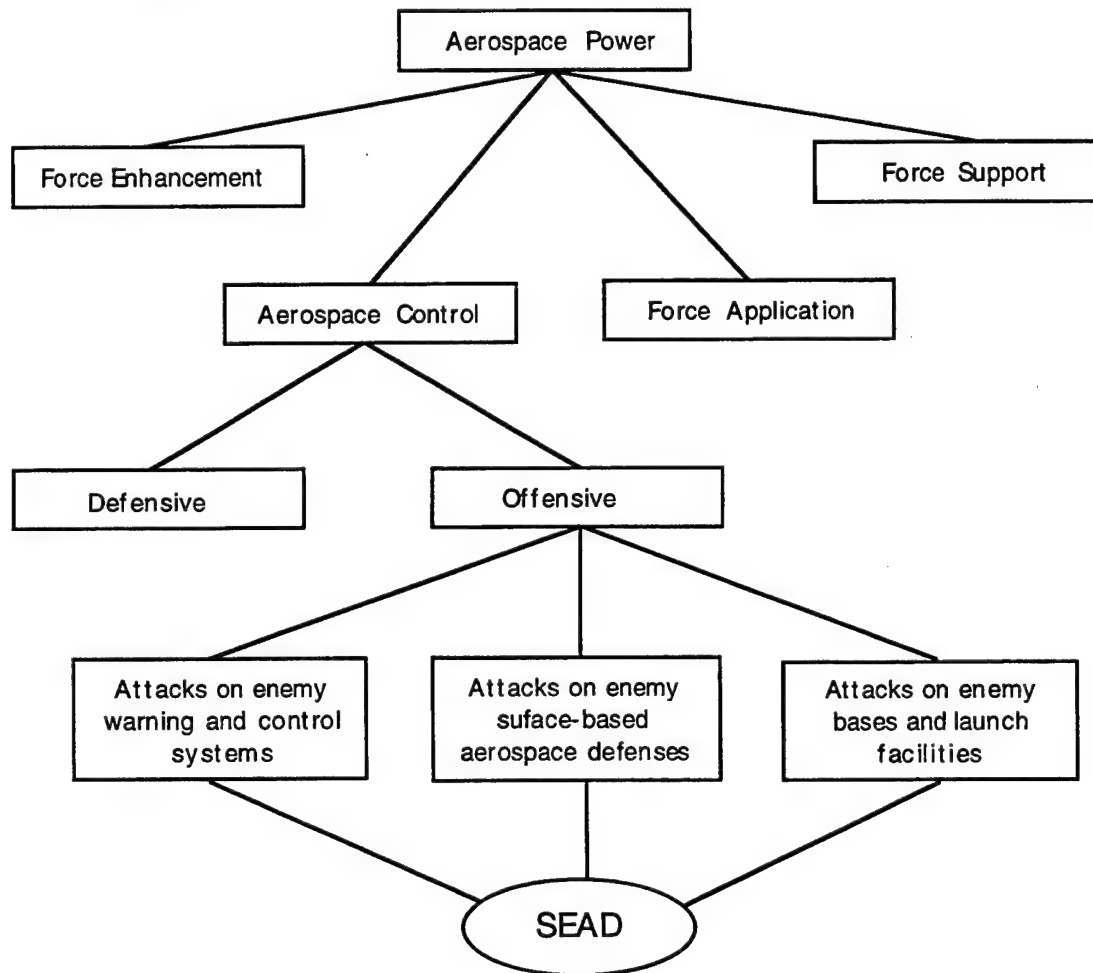 Aerospace Power
Force Enhancement
Force Support
Aerospace Control
Force Application
Defensive
Offensive
Attacks on enemy
warning and control
systems
Attacks on enemy
suface-based
aerospace defenses
Attacks on enemy
bases and launch
facilities
SEAD